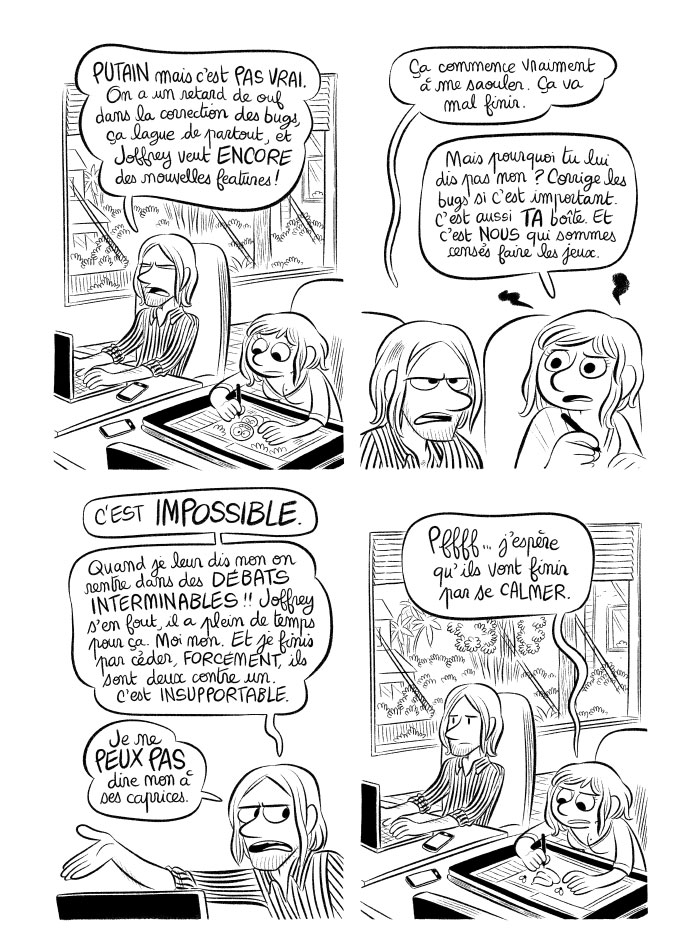 PUTAIN mais c'est PAS VRAI.
On a un retard de ouf
dans la correction des bugs,
ça lague de partout, et
Joffrey veut ENCORE
des nouvelles features !
Ça commence vraiment
à me saouler. Ça va
mal finir.
Mais pourquoi tu lui
dis pas "non" ? Corrige les
bugs si c'est important.
C'est aussi TA boîte. Et
c'est NOUS qui sommes
censés faire les jeux.
C'EST IMPOSSIBLE.
Quand je leur dis non on
rentre dans des DÉBATS
INTERMINABLES !! Joffrey
s'en fout, il a plein de temps
pour ça. Moi non. Et je finis
par céder, FORCÉMENT, ils
sont deux contre un.
C'est INSUPPORTABLE.
Je ne
PEUX PAS
dire non à
ses caprices.
Pffff... j'espère
qu'ils vont finir
par se CALMER.